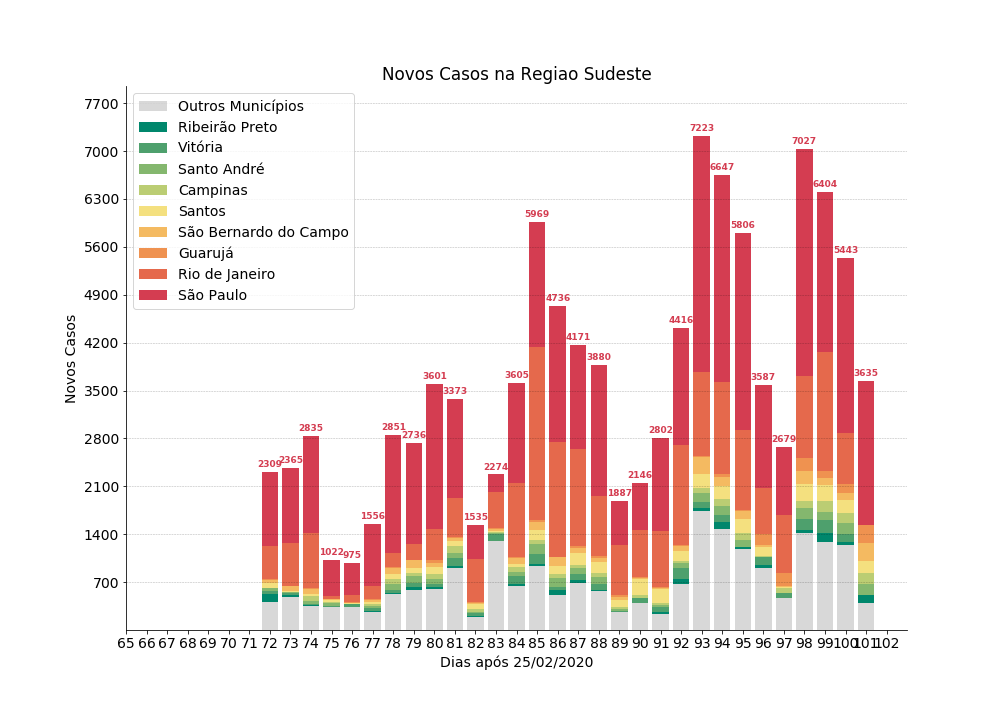 Novos Casos na Regiao Sudeste
7700
7000
6300
5600
4900
4200
3500
2800
2100
1400
700
Novos Casos
Outros Municípios
Ribeirão Preto
Vitória
Santo André
Campinas
Santos
São Bernardo do Campo
Guarujá
Rio de Janeiro
São Paulo
2309 2365 2835 1022 975 1556 2851 2736 3601 3373 1535 2274 3605 5969 4736 4171 3880 1887 2146 2802 4416 7223 6647 5806 3587 2679 7027 6404 5443 3635
65 66 67 68 69 70 71 72 73 74 75 76 77 78 79 80 81 82 83 84 85 86 87 88 89 90 91 92 93 94 95 96 97 98 99 100 101 102
Dias após 25/02/2020